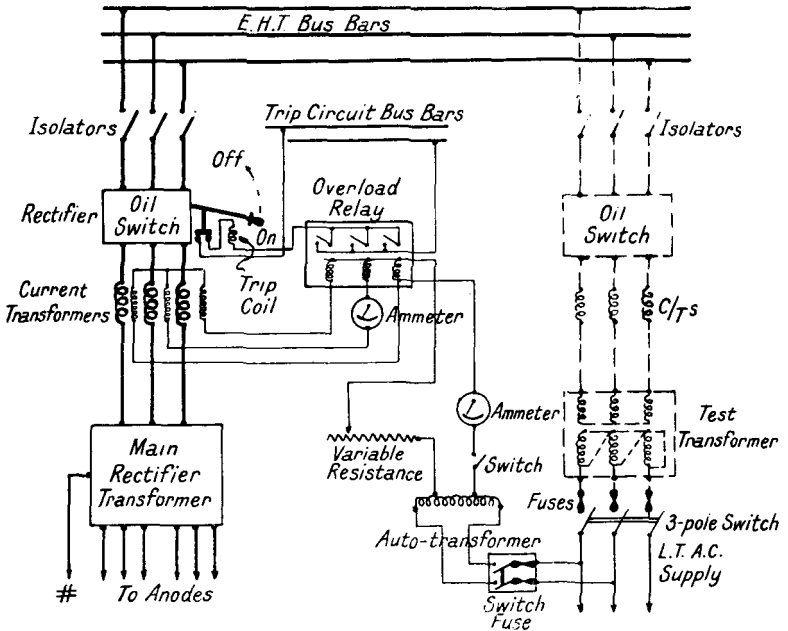 E.H.T. Bus Bars
Trip Circuit Bus Bars
Isolators
Isolators
Off
Overload
Relay
Oil
Switch
Rectifier
On
Oil
Switch
Trip
Coil
Current
Transformers
Ammeter
C/Ts
Ammeter
Test
Transformer
Main
Rectifier
Transformer
Variable
Resistance
Switch
Fuses
3-pole Switch
Auto-transformer
L.T. A.C.
Supply
#
To Anodes
Switch
Fuse